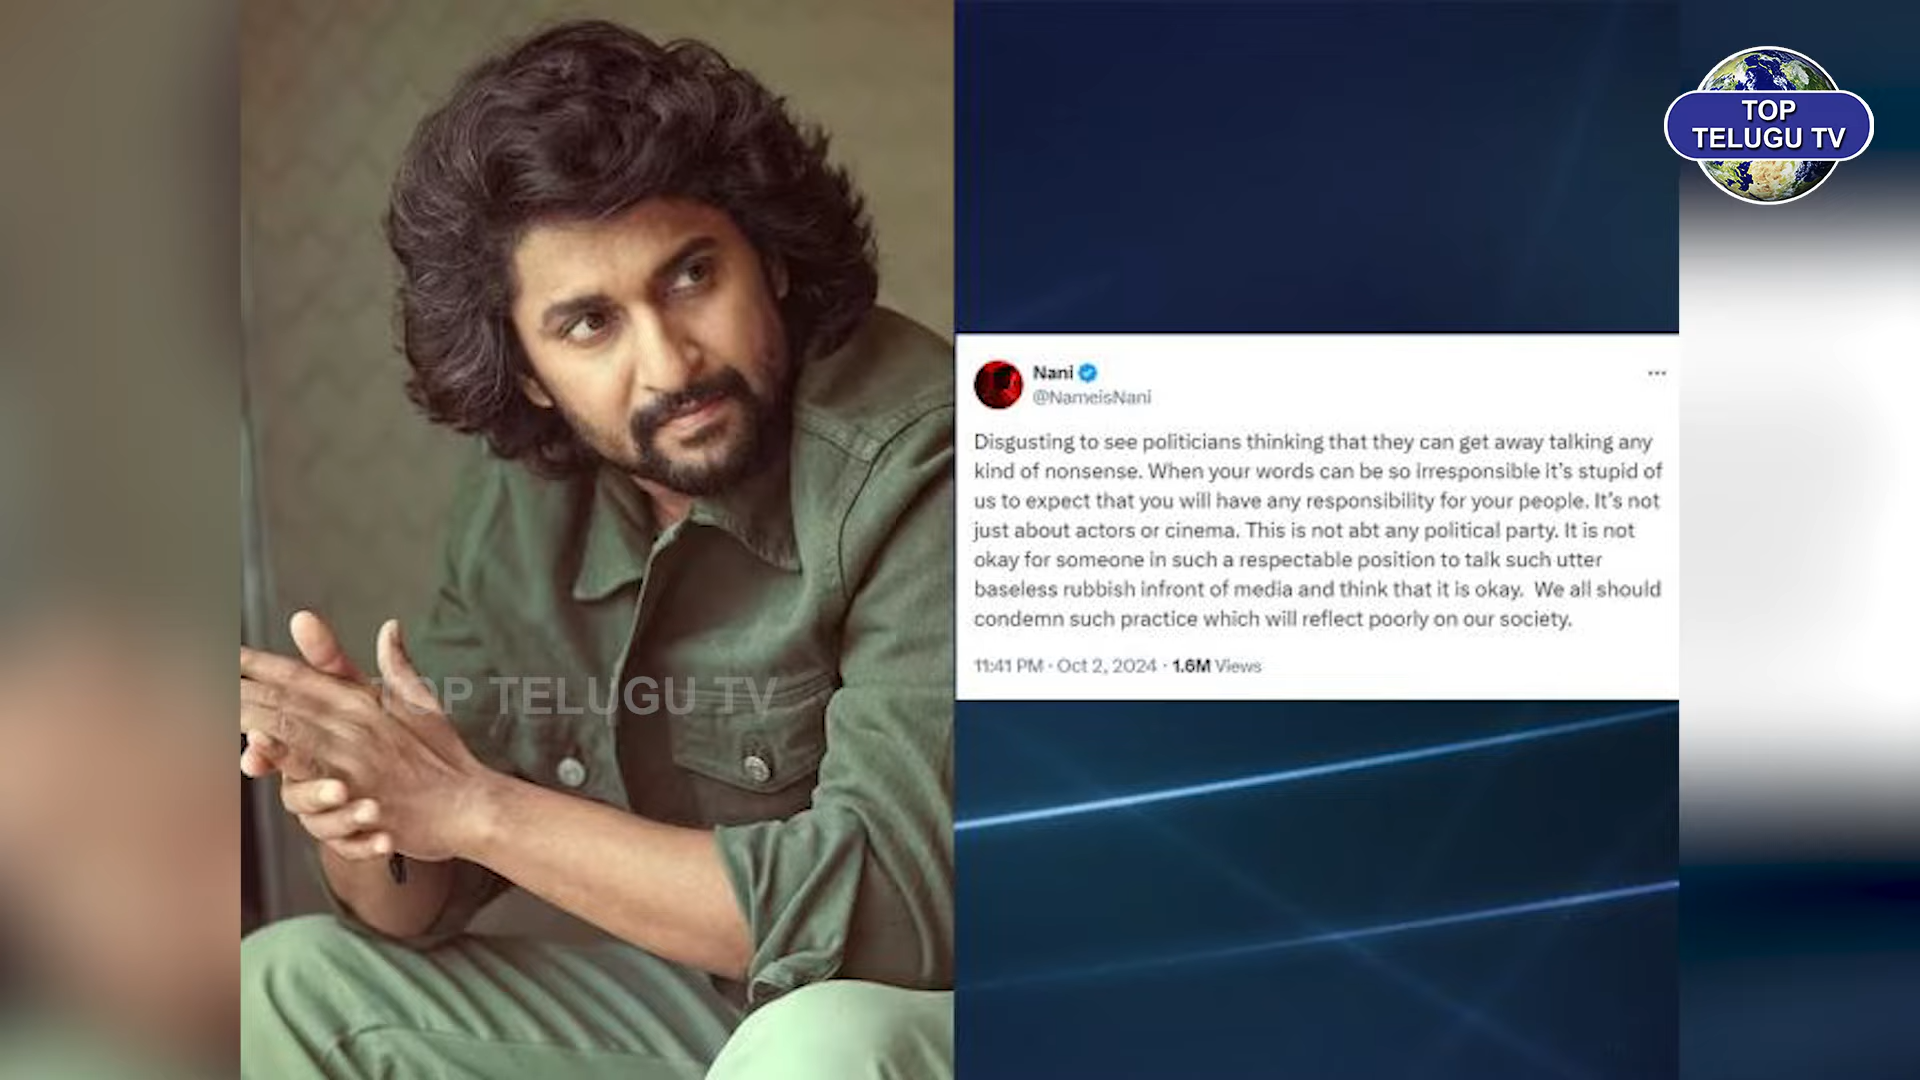 TOP
TELUGU TV
Nani
@NameisNani
Disgusting to see politicians thinking that they can get away talking any
kind of nonsense. When your words can be so irresponsible it's stupid of
us to expect that you will have any responsibility for your people. It's not
just about actors or cinema. This is not abt any political party. It is not
okay for someone in such a respectable position to talk such utter
baseless rubbish infront of media and think that it is okay.  We all should
condemn such practice which will reflect poorly on our society.
11:41 PM · Oct 2, 2024 · 1.6M Views
TOP TELUGU TV